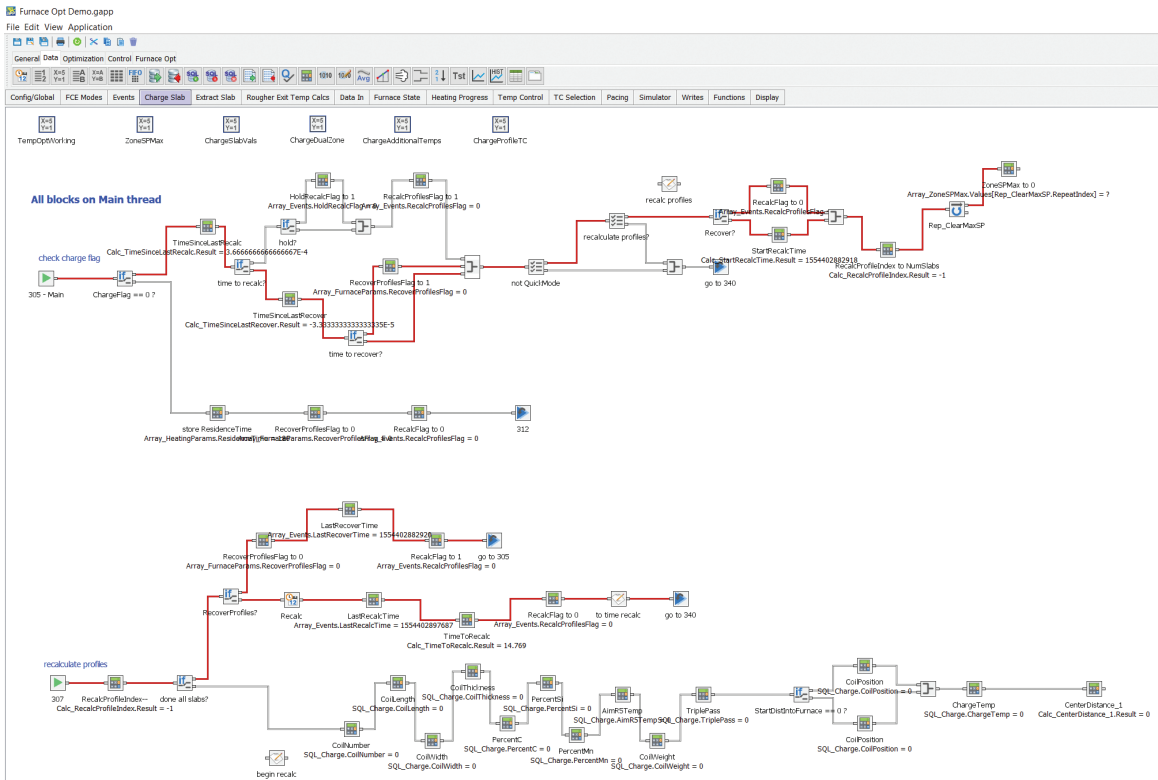 Furnace Opt Demo.gapp
File Edit View Application
General Data Optimization Control Furnace Opt
Config/Global FCE Modes Events Charge Slab Extract Slab Rougher Exit Temp Calcs Data In Furnace State Heating Progress Temp Control TC Selection Pacing Simulator Writes Functions Display
TempOptWorking ZoneSPMax ChargeSlabVals ChargeDualZone ChargeAdditionalTemps ChargeProfileTC
All blocks on Main thread
HoldRecalcFlag to 1
Array_Events.HoldRecalcFlag
RecalcProfilesFlag to 1
Array_Events.RecalcProfilesFlag = 0
recalc profiles
RecalcFlag to 0
Array_Events.RecalcProfilesFlag
ZoneSPMax to 0
Array_ZoneSPMax.Values[Rep_ClearMaxSP.RepeatIndex] = ?
Rep_ClearMaxSP
TimeSinceLastRecalc
Calc_TimeSinceLastRecalc.Result = 3.6666666666666667E-4
hold?
recalculate profiles?
Recover?
StartRecalcTime
Calc_StartRecalcTime.Result = 1554402882918
RecalcProfileIndex to NumSlabs
Calc_RecalcProfileIndex.Result = -1
check charge flag
305 - Main
ChargeFlag == 0 ?
time to recalc?
RecoverProfilesFlag to 1
Array_FurnaceParams.RecoverProfilesFlag = 0
not QuickMode
go to 340
TimeSinceLastRecover
Calc_TimeSinceLastRecover.Result = -3.3333333333333335E-5
time to recover?
store ResidenceTime
RecoverProfilesFlag to 0
RecalcFlag to 0
312
LastRecoverTime
Array_Events.LastRecoverTime = 1554402882920
RecoverProfilesFlag to 0
Array_FurnaceParams.RecoverProfilesFlag = 0
RecalcFlag to 1
Array_Events.RecalcProfilesFlag = 0
go to 305
RecoverProfiles?
Recalc
LastRecalcTime
Array_Events.LastRecalcTime = 1554402897687
TimeToRecalc
Calc_TimeToRecalc.Result = 14.769
RecalcFlag to 0
Array_Events.RecalcProfilesFlag = 0
to time recalc
go to 340
recalculate profiles
307
RecalcProfileIndex--
Calc_RecalcProfileIndex.Result = -1
done all slabs?
begin recalc
CoilNumber
SQL_Charge.CoilNumber = 0
CoilLength
SQL_Charge.CoilLength = 0
CoilWidth
SQL_Charge.CoilWidth = 0
CoilThickness
SQL_Charge.CoilThickness = 0
PercentC
SQL_Charge.PercentC = 0
PercentSi
SQL_Charge.PercentSi = 0
PercentMn
SQL_Charge.PercentMn = 0
AimRSTemp
SQL_Charge.AimRSTemp
CoilWeight
SQL_Charge.CoilWeight = 0
TriplePass
SQL_Charge.TriplePass = 0
StartDistIntoFurnace == 0 ?
CoilPosition
SQL_Charge.CoilPosition = 0
CoilPosition
SQL_Charge.CoilPosition = 0
ChargeTemp
SQL_Charge.ChargeTemp = 0
CenterDistance_1
Calc_CenterDistance_1.Result = 0